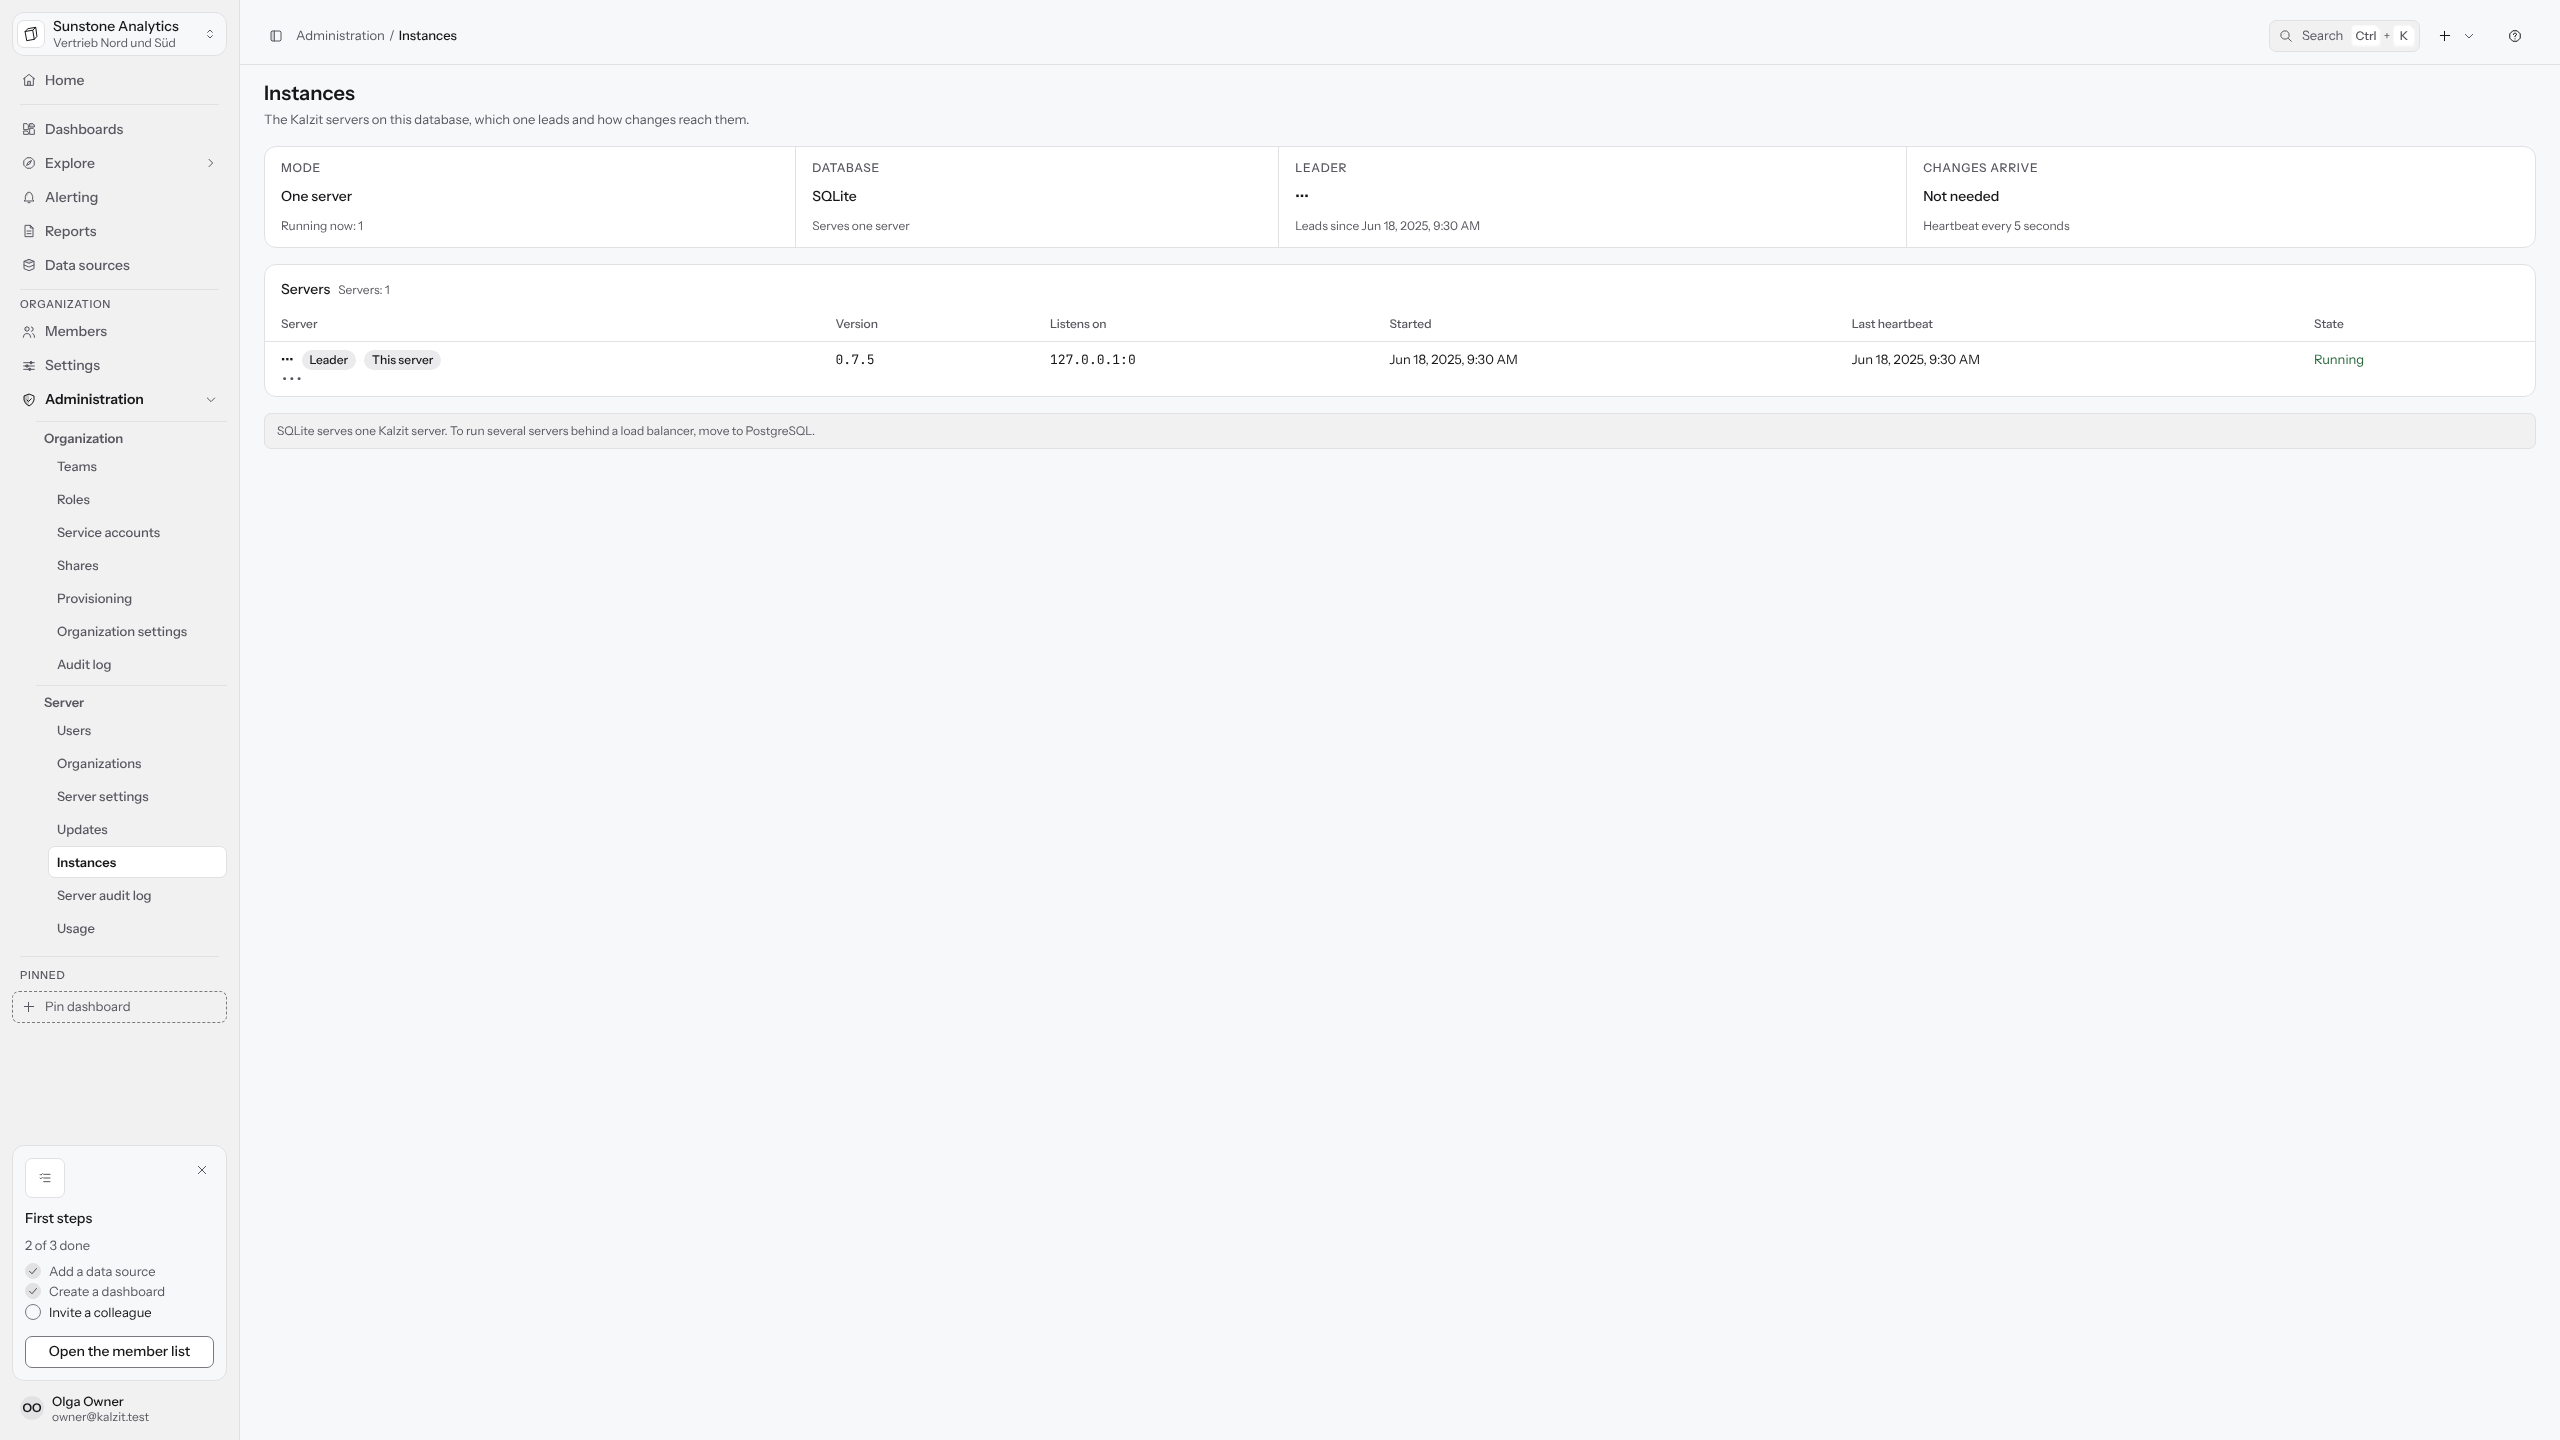 Sunstone Analytics
Vertrieb Nord und Süd
Home
Dashboards
Explore
Alerting
Reports
Data sources
ORGANIZATION
Members
Settings
Administration
Organization
Teams
Roles
Service accounts
Shares
Provisioning
Organization settings
Audit log
Server
Users
Organizations
Server settings
Updates
Instances
Server audit log
Usage
PINNED
Pin dashboard
First steps
2 of 3 done
Add a data source
Create a dashboard
Invite a colleague
Open the member list
OO
Olga Owner
owner@kalzit.test
Administration / Instances
Search Ctrl + K
Instances
The Kalzit servers on this database, which one leads and how changes reach them.
MODE
One server
Running now: 1
DATABASE
SQLite
Serves one server
LEADER
...
Leads since Jun 18, 2025, 9:30 AM
CHANGES ARRIVE
Not needed
Heartbeat every 5 seconds
Servers Servers: 1
Server Version Listens on Started Last heartbeat State
... Leader This server 0.7.5 127.0.0.1:0 Jun 18, 2025, 9:30 AM Jun 18, 2025, 9:30 AM Running
...
SQLite serves one Kalzit server. To run several servers behind a load balancer, move to PostgreSQL.